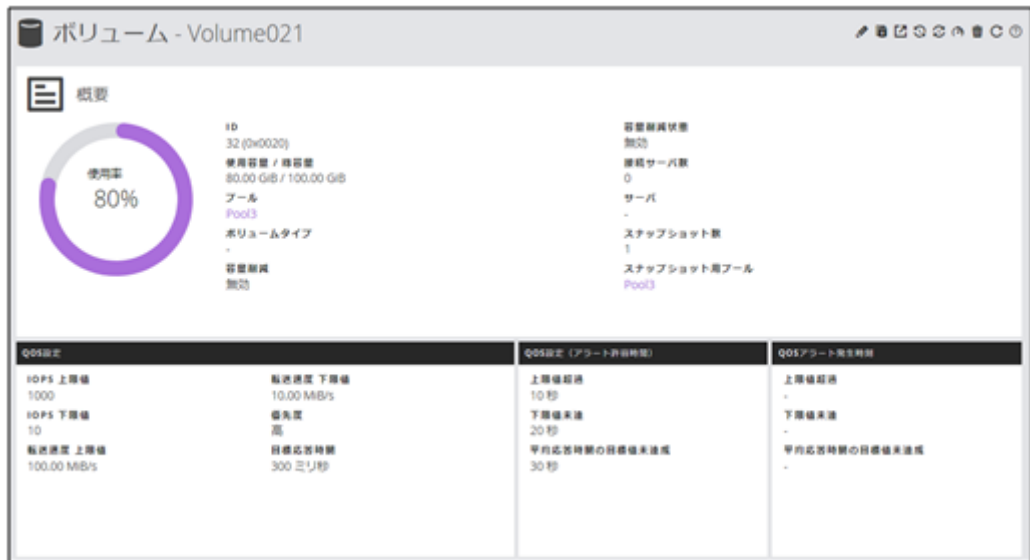 ボリューム - Volume021
概要
使用率
80%
ID
32 (0x0020)
使用容量 / 総容量
80.00 GiB / 100.00 GiB
プール
Pool3
ボリュームタイプ
-
容量削減
無効
容量削減状態
無効
接続サーバ数
0
サーバ
-
スナップショット数
1
スナップショット用プール
Pool3
QOS設定
IOPS 上限値
1000
IOPS 下限値
10
転送速度 上限値
100.00 MiB/s
転送速度 下限値
10.00 MiB/s
優先度
高
目標応答時間
300 ミリ秒
QOS設定（アラート許容時間）
上限値超過
10 秒
下限値未達
20 秒
平均応答時間の目標値未達成
30 秒
QOSアラート発生時刻
上限値超過
-
下限値未達
-
平均応答時間の目標値未達成
-